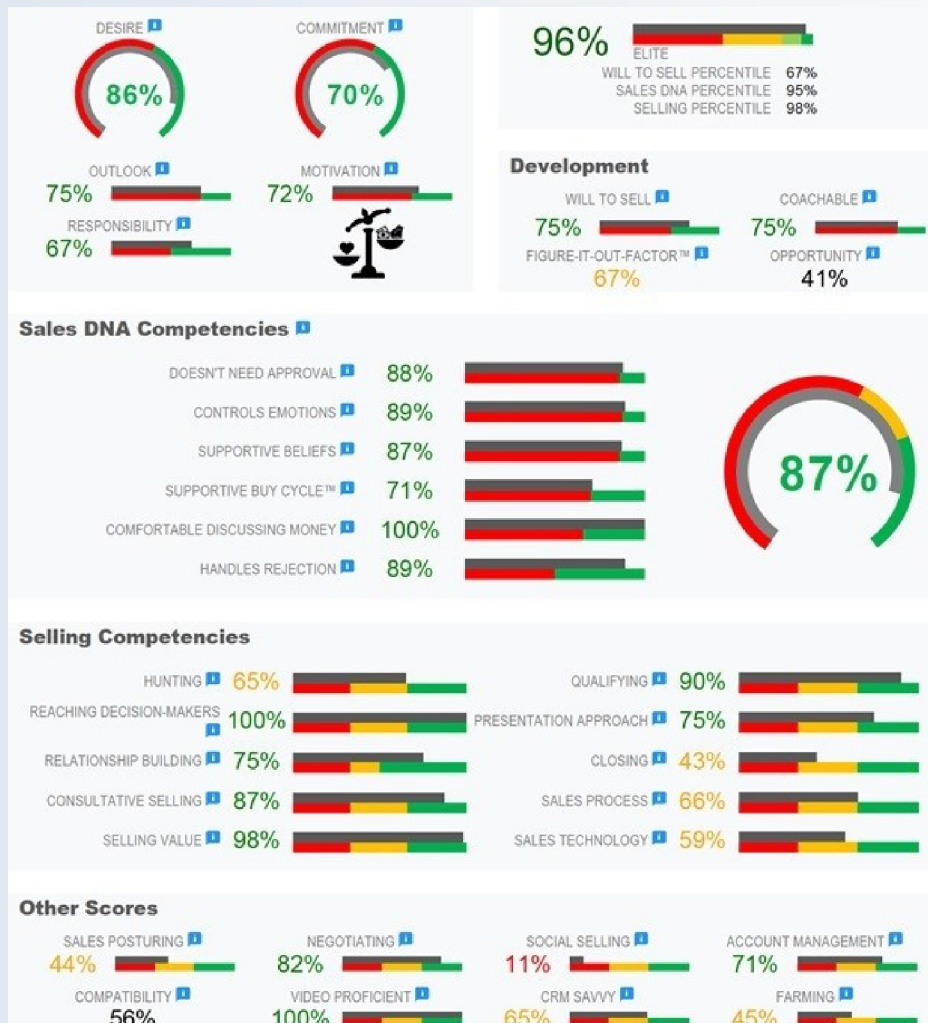 DESIRE
COMMITMENT
86%
70%
OUTLOOK
MOTIVATION
75%
72%
RESPONSIBILITY
67%
96%
ELITE
WILL TO SELL PERCENTILE 67%
SALES DNA PERCENTILE 95%
SELLING PERCENTILE 98%
Development
WILL TO SELL
COACHABLE
75%
75%
FIGURE-IT-OUT-FACTOR™
OPPORTUNITY
67%
41%
Sales DNA Competencies
DOESN'T NEED APPROVAL 88%
CONTROLS EMOTIONS 89%
SUPPORTIVE BELIEFS 87%
SUPPORTIVE BUY CYCLE™ 71%
COMFORTABLE DISCUSSING MONEY 100%
HANDLES REJECTION 89%
87%
Selling Competencies
HUNTING 65%
REACHING DECISION-MAKERS 100%
RELATIONSHIP BUILDING 75%
CONSULTATIVE SELLING 87%
SELLING VALUE 98%
QUALIFYING 90%
PRESENTATION APPROACH 75%
CLOSING 43%
SALES PROCESS 66%
SALES TECHNOLOGY 59%
Other Scores
SALES POSTURING
NEGOTIATING
SOCIAL SELLING
ACCOUNT MANAGEMENT
44%
82%
11%
71%
COMPATIBILITY
VIDEO PROFICIENT
CRM SAVVY
FARMING
56%
100%
65%
45%